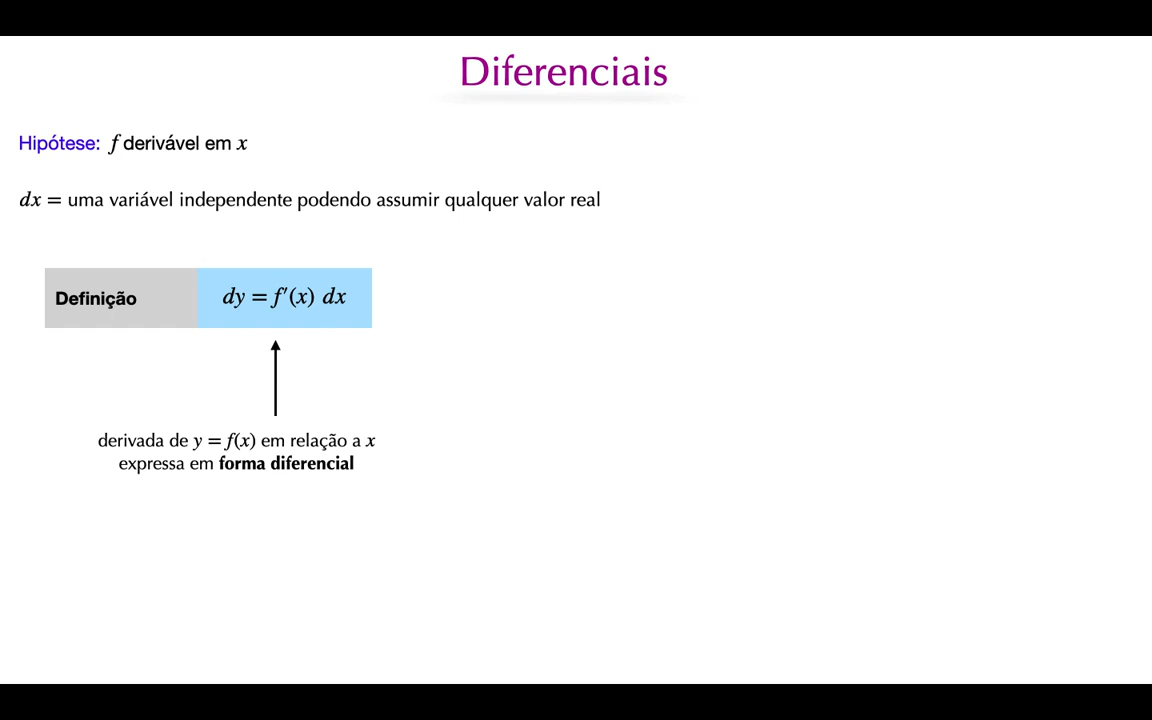 Diferenciais
Hipótese: f derivável em x
dx = uma variável independente podendo assumir qualquer valor real
Definição dy = f′(x) dx
derivada de y = f(x) em relação a x
expressa em forma diferencial